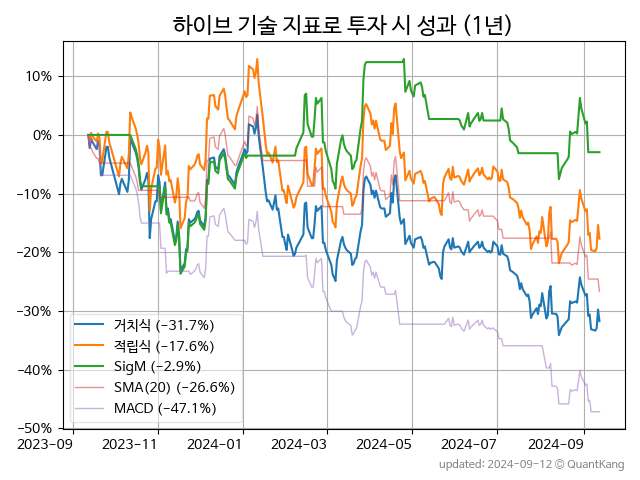 하이브 기술 지표로 투자 시 성과 (1년)
10%
0%
−10%
−20%
−30%
−40%
−50%
거치식 (−31.7%)
적립식 (−17.6%)
SigM (−2.9%)
SMA(20) (−26.6%)
MACD (−47.1%)
2023-09 2023-11 2024-01 2024-03 2024-05 2024-07 2024-09
updated: 2024-09-12 © QuantKang